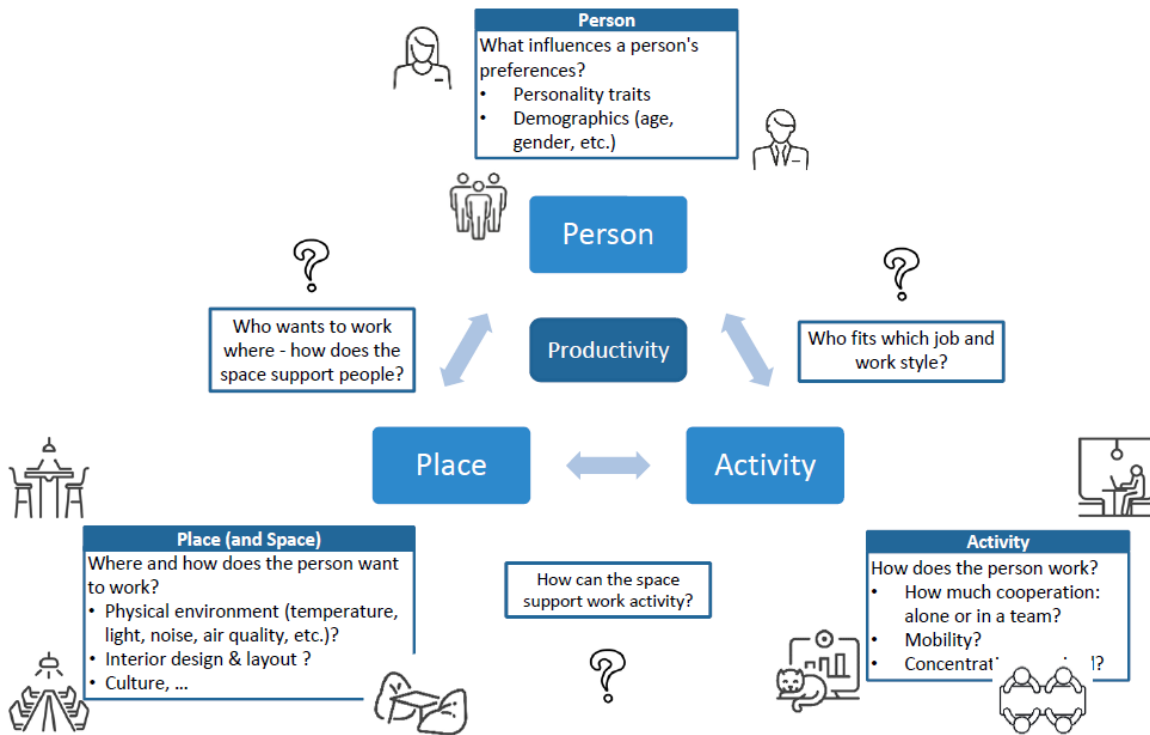 Person
What influences a person's
preferences?
• Personality traits
• Demographics (age,
gender, etc.)
Person
Who wants to work
where - how does the
space support people?
Productivity
Who fits which job and
work style?
Place
Activity
Place (and Space)
Where and how does the person want
to work?
• Physical environment (temperature,
light, noise, air quality, etc.)?
• Interior design & layout ?
• Culture, ...
How can the space
support work activity?
Activity
How does the person work?
• How much cooperation:
alone or in a team?
• Mobility?
•